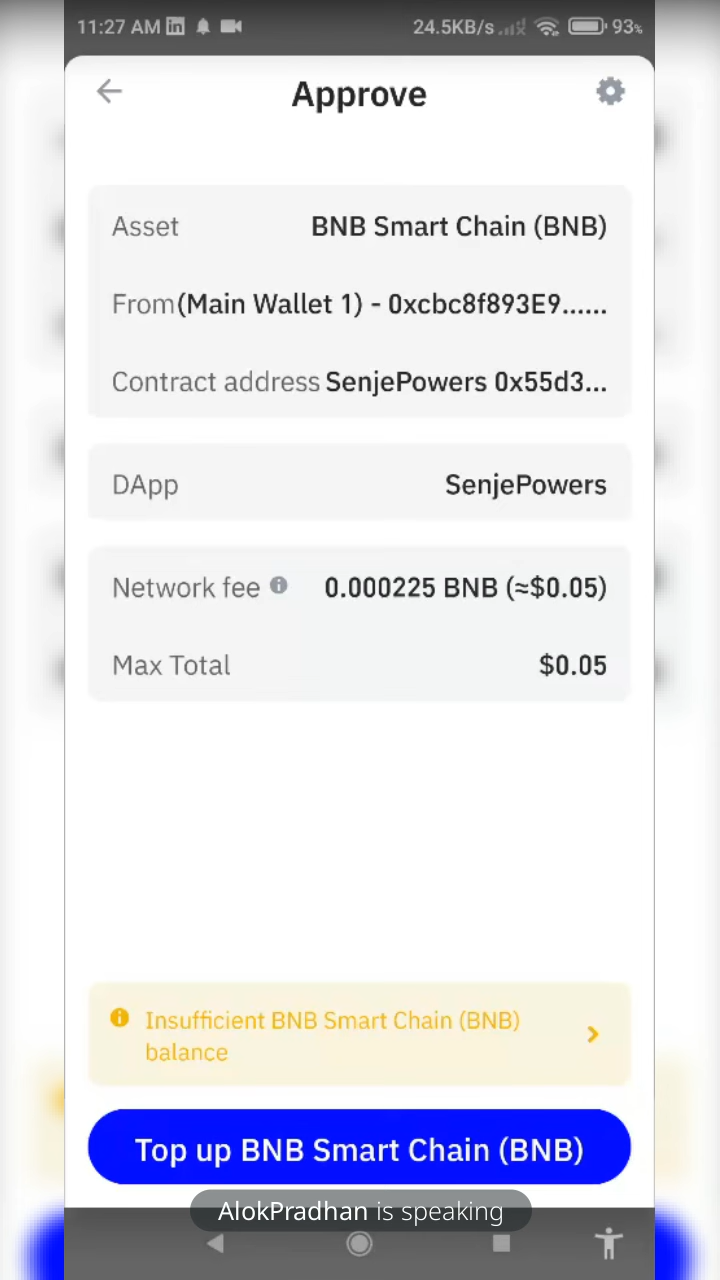 11:27 AM in 24.5KB/s 93%
Approve
Asset BNB Smart Chain (BNB)
From (Main Wallet 1) - 0xcbc8f893E9......
Contract address SenjePowers 0x55d3...
DApp SenjePowers
Network fee 0.000225 BNB (≈$0.05)
Max Total $0.05
Insufficient BNB Smart Chain (BNB)
balance
Top up BNB Smart Chain (BNB)
AlokPradhan is speaking